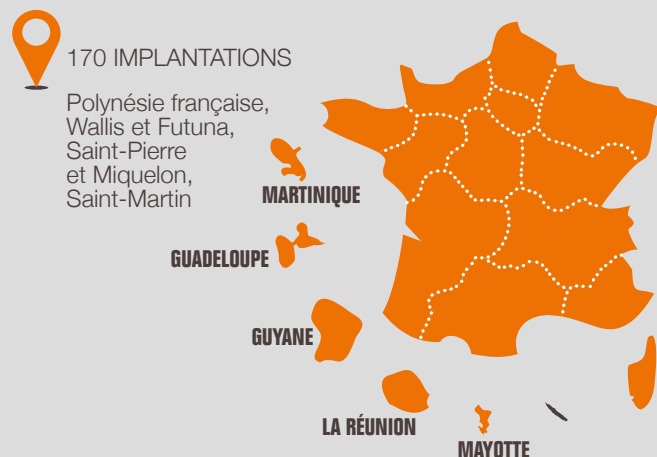 170 IMPLANTATIONS
Polynésie française,
Wallis et Futuna,
Saint-Pierre
et Miquelon,
Saint-Martin
MARTINIQUE
GUADELOUPE
GUYANE
LA RÉUNION
MAYOTTE